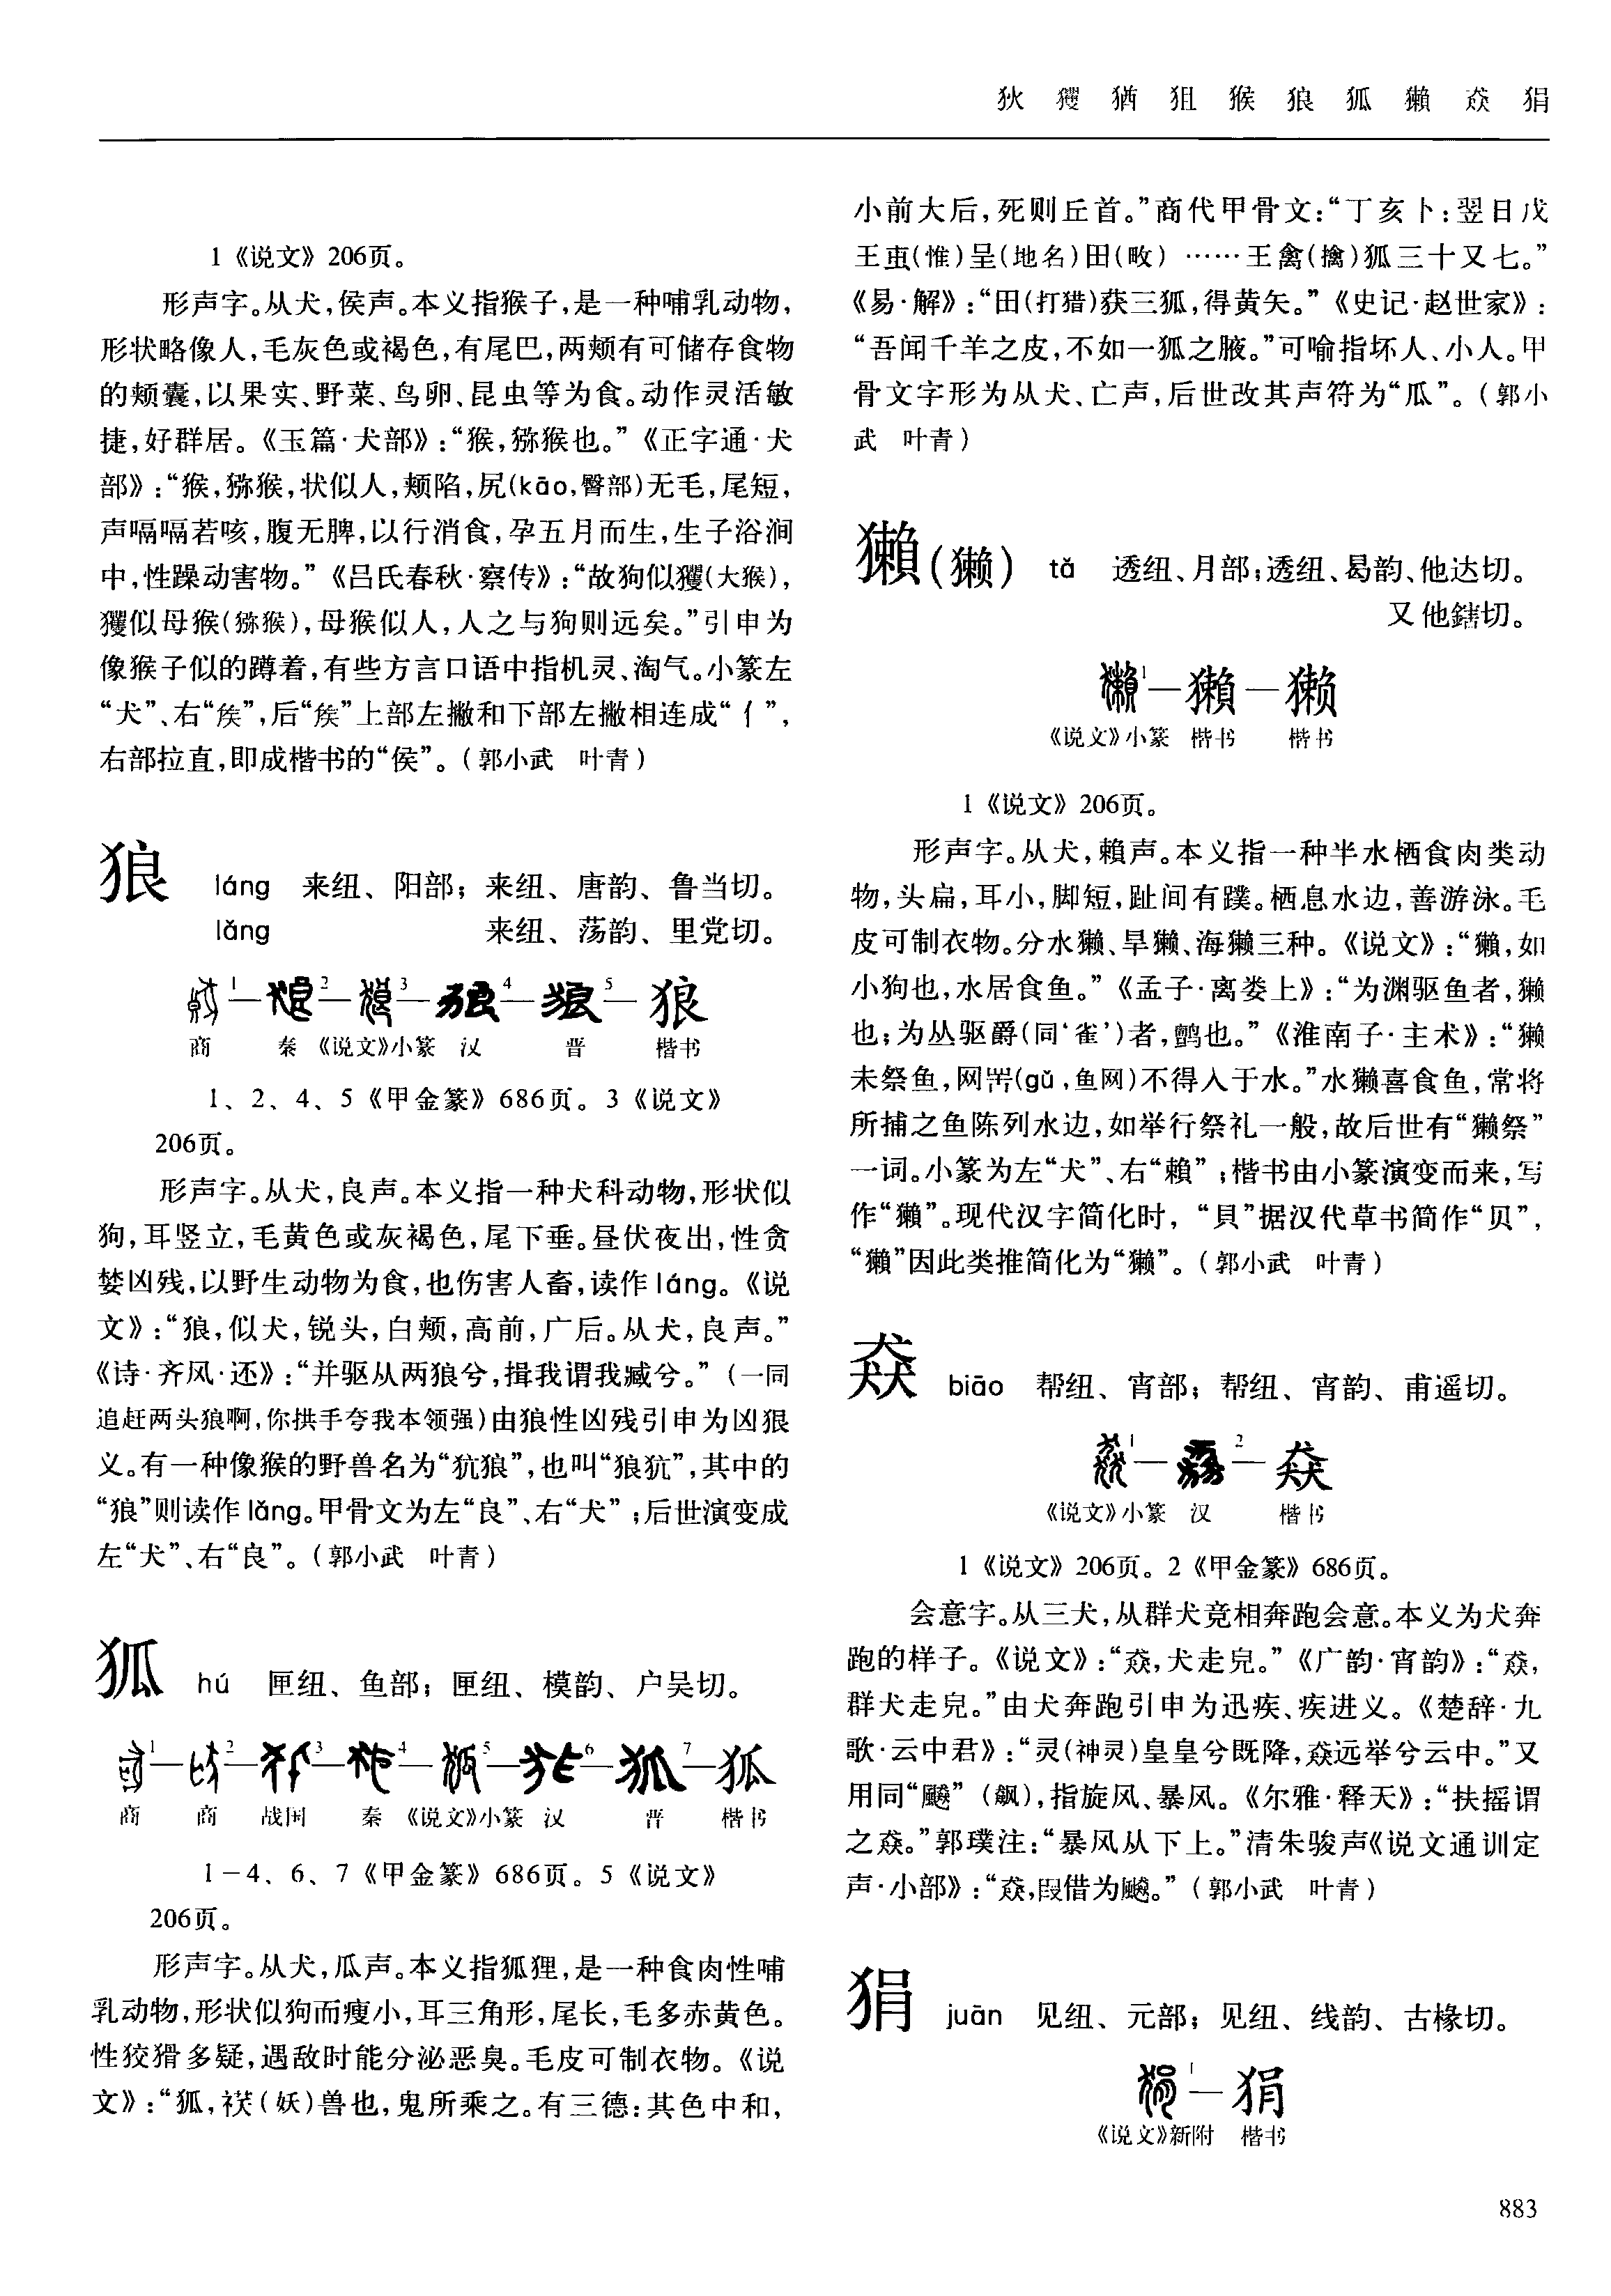 狄 玃 猶 狙 猴 狼 狐 獺 猋 狷
1《说文》206页。
形声字。从犬,侯声。本义指猴子,是一种哺乳动物,
形状略像人,毛灰色或褐色,有尾巴,两颊有可储存食物
的颊囊,以果实、野菜、鸟卵、昆虫等为食。动作灵活敏
捷,好群居。《玉篇·犬部》:“猴,猕猴也。”《正字通·犬
部》:“猴,猕猴,状似人,颊陷,尻(kāo,臀部)无毛,尾短,
声嗝嗝若咳,腹无脾,以行消食,孕五月而生,生子浴涧
中,性躁动害物。”《吕氏春秋·察传》:“故狗似玃(大猴),
玃似母猴(猕猴),母猴似人,人之与狗则远矣。”引申为
像猴子似的蹲着,有些方言口语中指机灵、淘气。小篆左
“犬”、右“矦”,后“矦”上部左撇和下部左撇相连成“亻”,
右部拉直,即成楷书的“侯”。(郭小武 叶青)
狼 láng 来纽、阳部;来纽、唐韵、鲁当切。
lǎng 来纽、荡韵、里党切。
1—2—3—4—5—狼
商 秦 《说文》小篆 汉 晋 楷书
1、2、4、5《甲金篆》686页。3《说文》
206页。
形声字。从犬,良声。本义指一种犬科动物,形状似
狗,耳竖立,毛黄色或灰褐色,尾下垂。昼伏夜出,性贪
婪凶残,以野生动物为食,也伤害人畜,读作láng。《说
文》:“狼,似犬,锐头,白颊,高前,广后。从犬,良声。”
《诗·齐风·还》:“并驱从两狼兮,揖我谓我臧兮。”(一同
追赶两头狼啊,你拱手夸我本领强)由狼性凶残引申为凶狠
义。有一种像猴的野兽名为“犺狼”,也叫“狼犺”,其中的
“狼”则读作lǎng。甲骨文为左“良”、右“犬”;后世演变成
左“犬”、右“良”。(郭小武 叶青)
狐 hú 匣纽、鱼部;匣纽、模韵、户吴切。
1—2—3—4—5—6—7—狐
商 商 战国 秦 《说文》小篆 汉 晋 楷书
1-4、6、7《甲金篆》686页。5《说文》
206页。
形声字。从犬,瓜声。本义指狐狸,是一种食肉性哺
乳动物,形状似狗而瘦小,耳三角形,尾长,毛多赤黄色。
性狡猾多疑,遇敌时能分泌恶臭。毛皮可制衣物。《说
文》:“狐,祆(妖)兽也,鬼所乘之。有三德:其色中和,
小前大后,死则丘首。”商代甲骨文:“丁亥卜:翌日戊
王叀(惟)呈(地名)田(畋) ……王禽(擒)狐三十又七。”
《易·解》:“田(打猎)获三狐,得黄矢。”《史记·赵世家》:
“吾闻千羊之皮,不如一狐之腋。”可喻指坏人、小人。甲
骨文字形为从犬、亡声,后世改其声符为“瓜”。(郭小
武 叶青)
獺(獭) tǎ 透纽、月部;透纽、曷韵、他达切。
又他鎋切。
1—獺—獭
《说文》小篆 楷书 楷书
1《说文》206页。
形声字。从犬,賴声。本义指一种半水栖食肉类动
物,头扁,耳小,脚短,趾间有蹼。栖息水边,善游泳。毛
皮可制衣物。分水獭、旱獭、海獭三种。《说文》:“獺,如
小狗也,水居食鱼。”《孟子·离娄上》:“为渊驱鱼者,獭
也;为丛驱爵(同‘雀’)者,鹯也。”《淮南子·主术》:“獭
未祭鱼,网罟(gǔ,鱼网)不得入于水。”水獭喜食鱼,常将
所捕之鱼陈列水边,如举行祭礼一般,故后世有“獭祭”
一词。小篆为左“犬”、右“賴”;楷书由小篆演变而来,写
作“獺”。现代汉字简化时,“貝”据汉代草书简作“贝”,
“獺”因此类推简化为“獭”。(郭小武 叶青)
猋 biāo 帮纽、宵部;帮纽、宵韵、甫遥切。
1—2—猋
《说文》小篆 汉 楷书
1《说文》206页。2《甲金篆》686页。
会意字。从三犬,从群犬竞相奔跑会意。本义为犬奔
跑的样子。《说文》:“猋,犬走皃。”《广韵·宵韵》:“猋,
群犬走皃。”由犬奔跑引申为迅疾、疾进义。《楚辞·九
歌·云中君》:“灵(神灵)皇皇兮既降,猋远举兮云中。”又
用同“飈”(飙),指旋风、暴风。《尔雅·释天》:“扶摇谓
之猋。”郭璞注:“暴风从下上。”清朱骏声《说文通训定
声·小部》:“猋,叚借为飈。”(郭小武 叶青)
狷 juān 见纽、元部;见纽、线韵、古椽切。
1—狷
《说文》新附 楷书
883